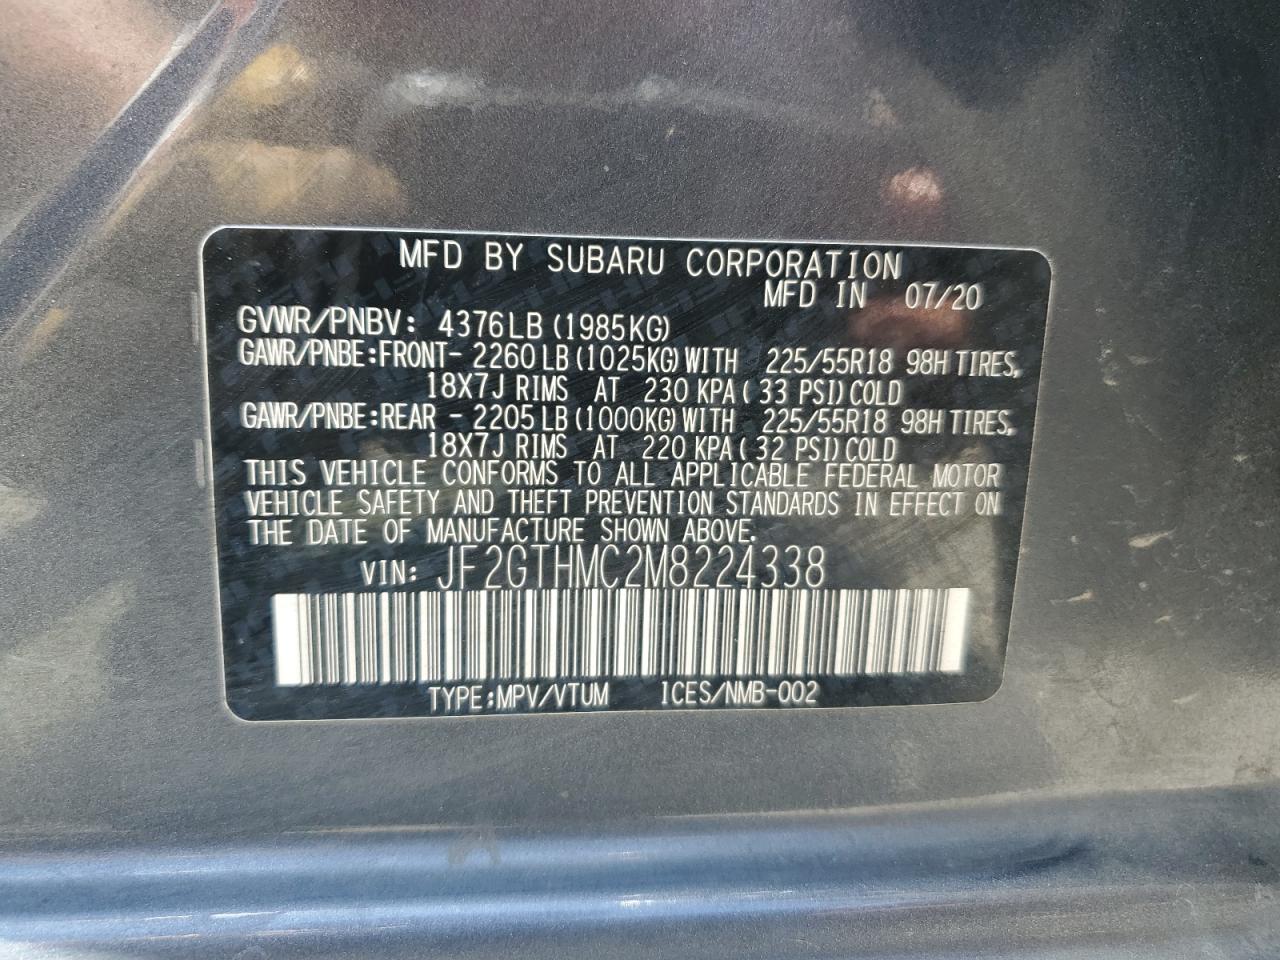 MFD BY SUBARU CORPORATION
MFD IN 07/20
GVWR/PNBV: 4376LB (1985KG)
GAWR/PNBE:FRONT- 2260 LB (1025KG) WITH 225/55R18 98H TIRES,
18X7J RIMS AT 230 KPA ( 33 PSI) COLD
GAWR/PNBE:REAR - 2205 LB (1000KG) WITH 225/55R18 98H TIRES,
18X7J RIMS AT 220 KPA ( 32 PSI) COLD
THIS VEHICLE CONFORMS TO ALL APPLICABLE FEDERAL MOTOR
VEHICLE SAFETY AND THEFT PREVENTION STANDARDS IN EFFECT ON
THE DATE OF MANUFACTURE SHOWN ABOVE.
VIN: JF2GTHMC2M8224338
TYPE:MPV/VTUM ICES/NMB-002